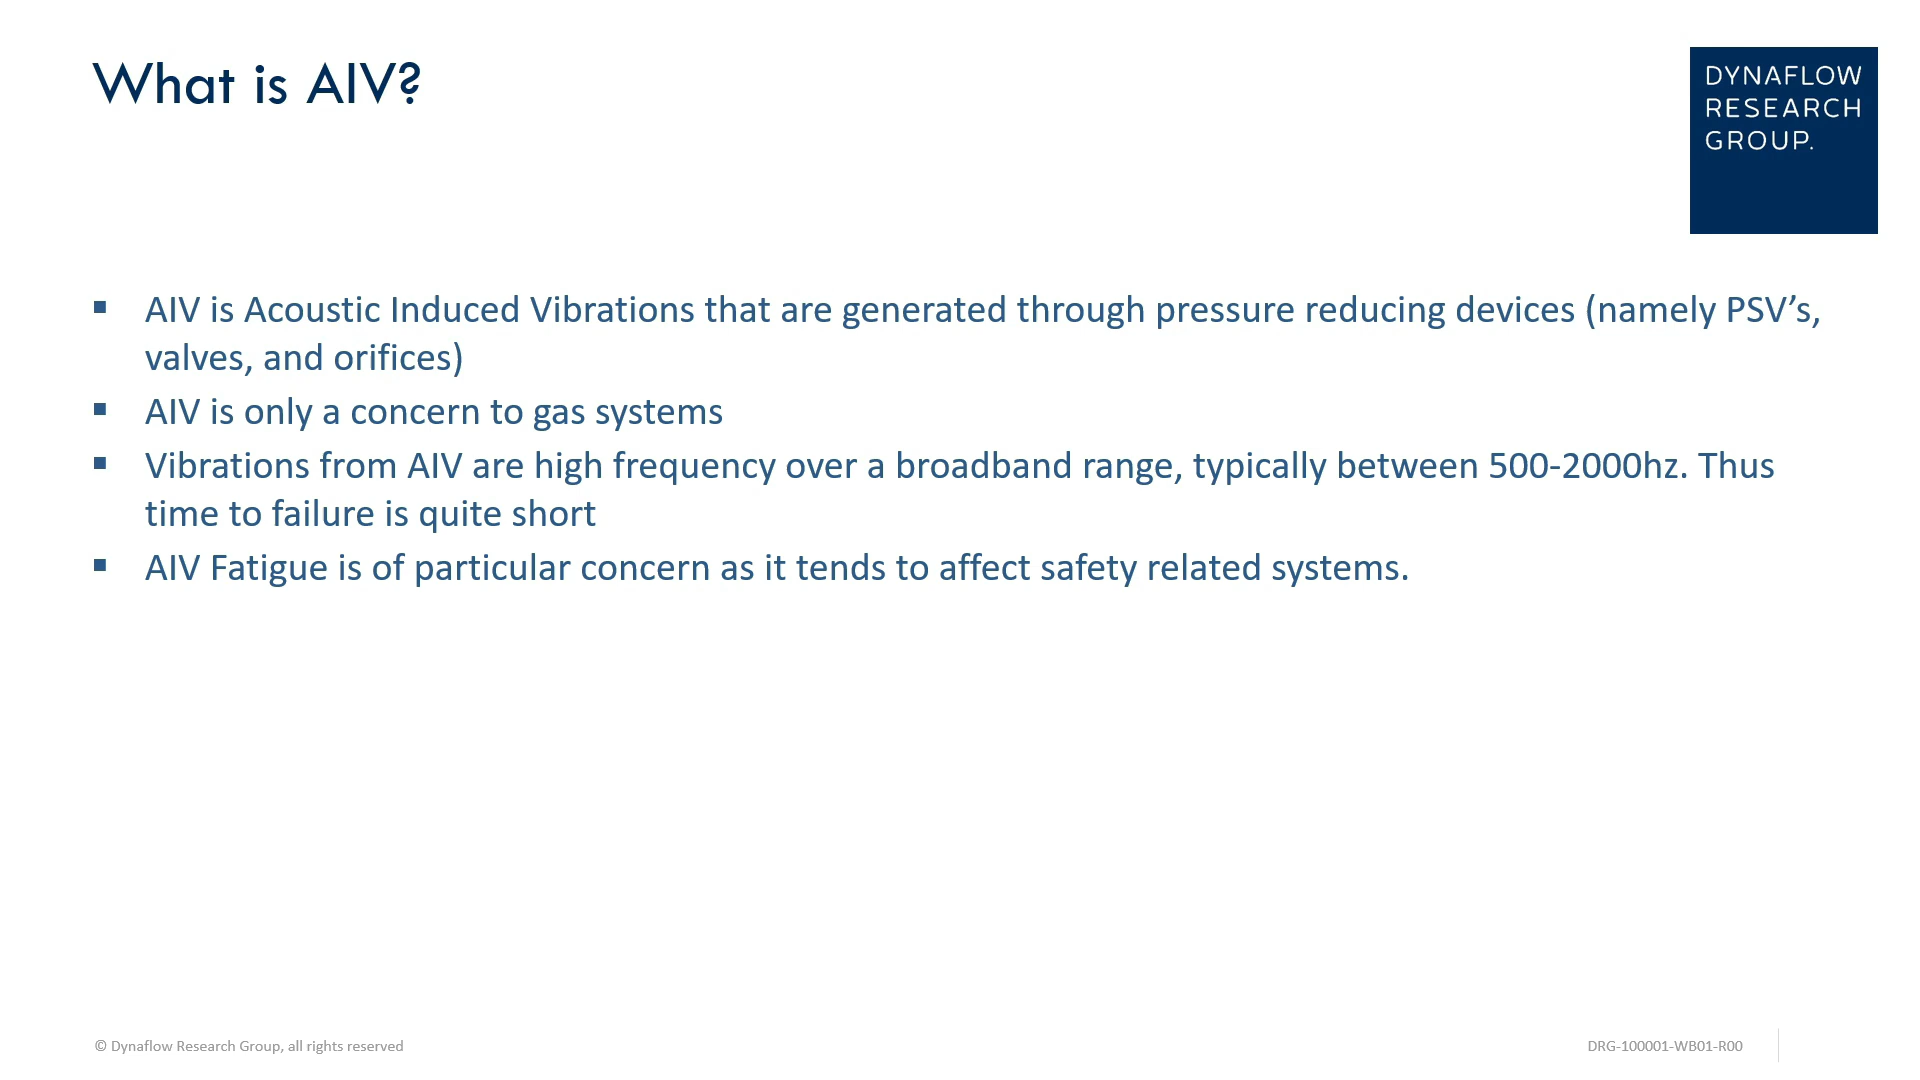 What is AIV?
DYNAFLOW
RESEARCH
GROUP.
▪ AIV is Acoustic Induced Vibrations that are generated through pressure reducing devices (namely PSV’s,
valves, and orifices)
▪ AIV is only a concern to gas systems
▪ Vibrations from AIV are high frequency over a broadband range, typically between 500-2000hz. Thus
time to failure is quite short
▪ AIV Fatigue is of particular concern as it tends to affect safety related systems.
© Dynaflow Research Group, all rights reserved
DRG-100001-WB01-R00